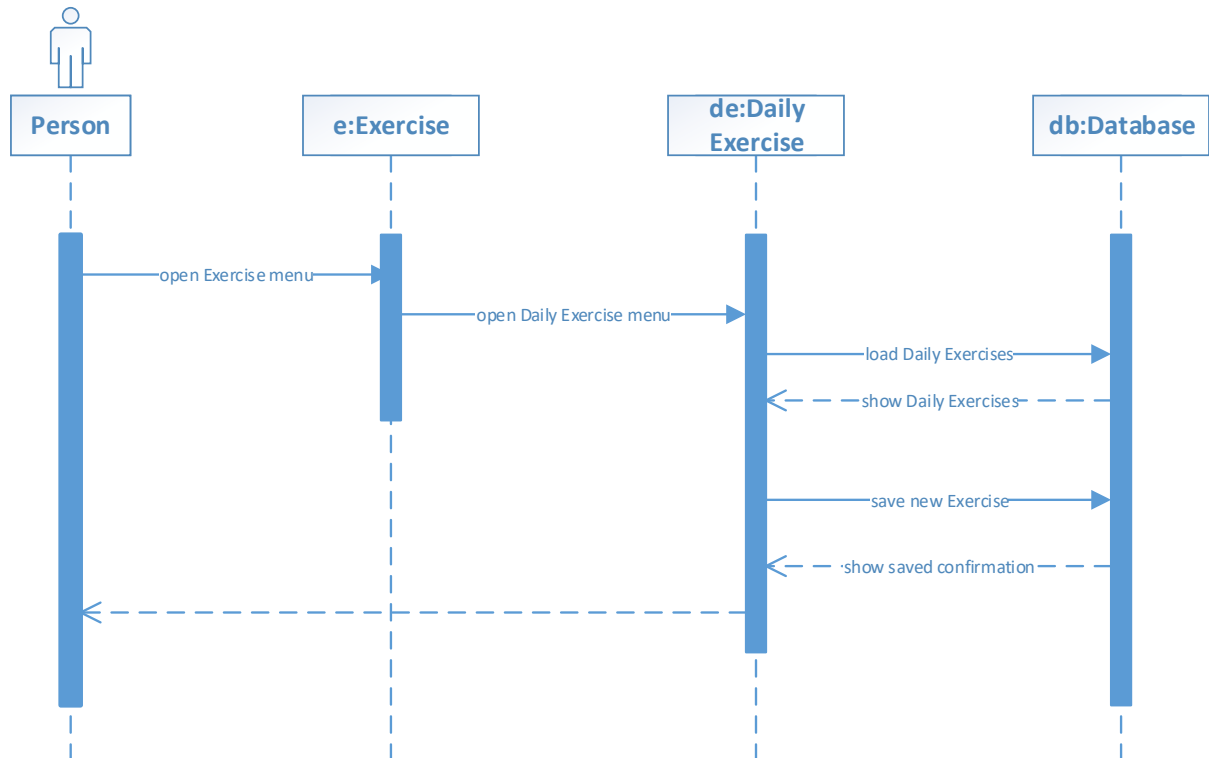 Person
e:Exercise
de:Daily
Exercise
db:Database
open Exercise menu
open Daily Exercise menu
load Daily Exercises
show Daily Exercises
save new Exercise
show saved confirmation